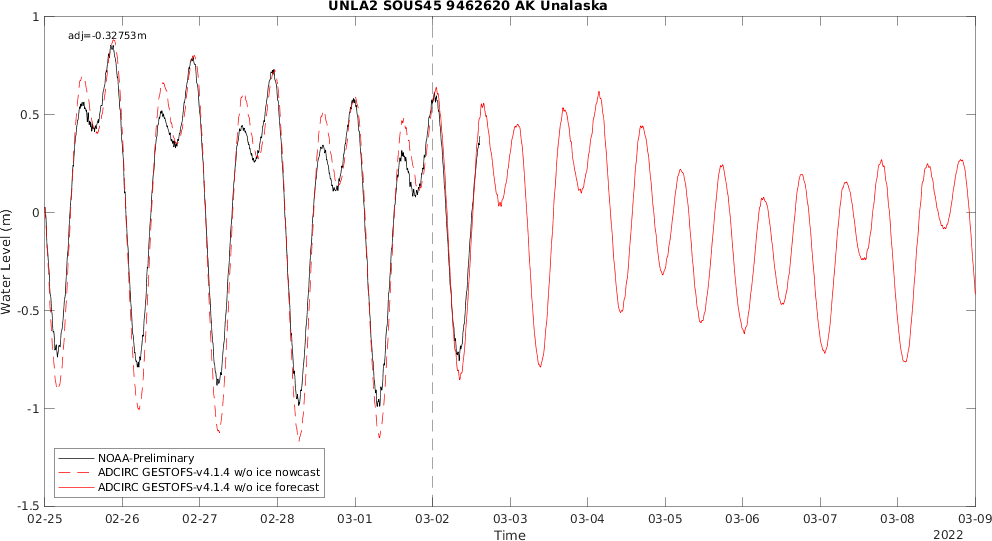 UNLA2 SOUS45 9462620 AK Unalaska
adj=-0.32753m
1
0.5
0
-0.5
-1
-1.5
Water Level (m)
NOAA-Preliminary
ADCIRC GESTOFS-v4.1.4 w/o ice nowcast
ADCIRC GESTOFS-v4.1.4 w/o ice forecast
02-25 02-26 02-27 02-28 03-01 03-02 03-03 03-04 03-05 03-06 03-07 03-08 03-09
Time
2022